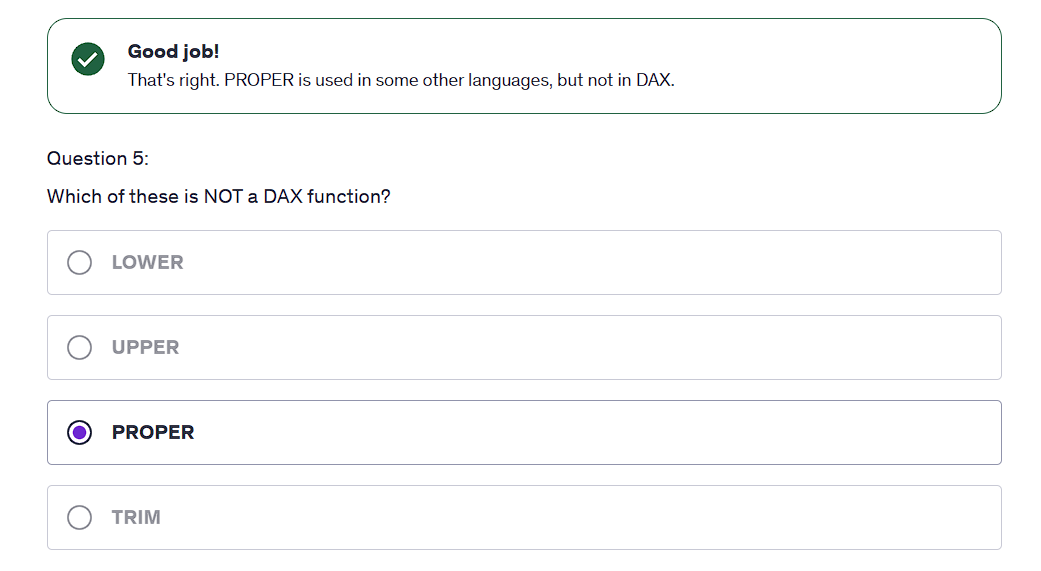 Good job!
That's right. PROPER is used in some other languages, but not in DAX.
Question 5:
Which of these is NOT a DAX function?
LOWER
UPPER
PROPER
TRIM